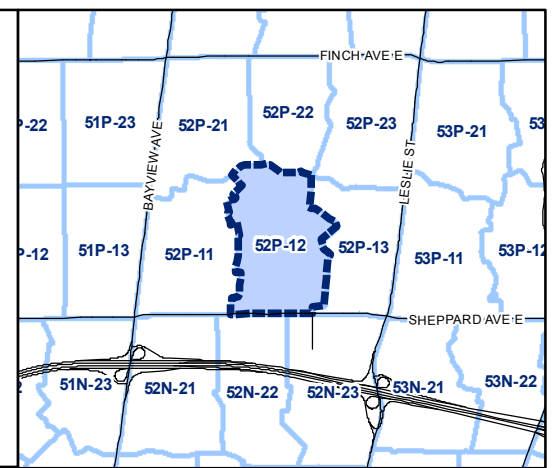 FINCH AVE E
P-22
51P-23
52P-21
52P-22
52P-23
53P-21
53
BAYVIEW AVE
LESLIE ST
P-12
51P-13
52P-11
52P-12
52P-13
53P-11
53P-12
SHEPPARD AVE E
2
51N-23
52N-21
52N-22
52N-23
53N-21
53N-22